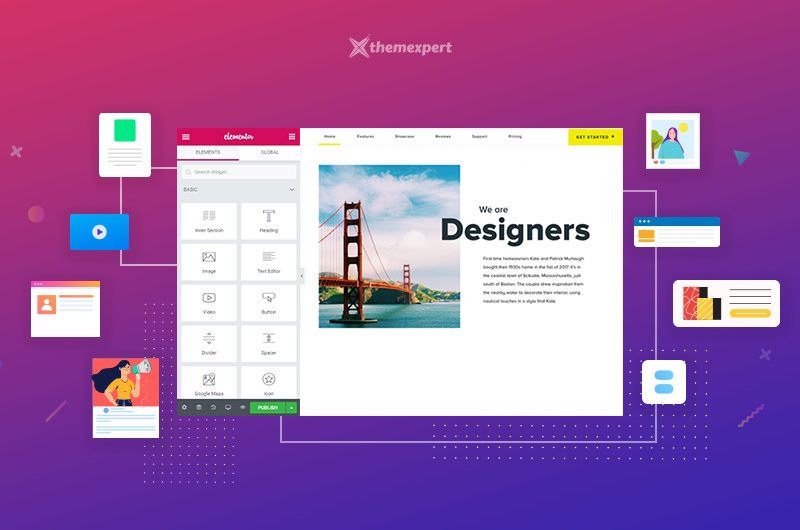 themexpert
elementor
ELEMENTS GLOBAL
Search Widget...
BASIC
Inner Section
Heading
Image
Text Editor
Video
Button
Divider
Spacer
Google Maps
Icon
PUBLISH
Home Features Showcase Reviews Support Pricing
GET STARTED
We are
Designers
First-time homeowners Kate and Patrick Murtaugh
bought their 1930s home in the fall of 2017. It's in
the coastal town of Scituate, Massachusetts, just
south of Boston. The couple drew inspiration from
the nearby water to decorate their interior, using
nautical touches in a style that Kate.